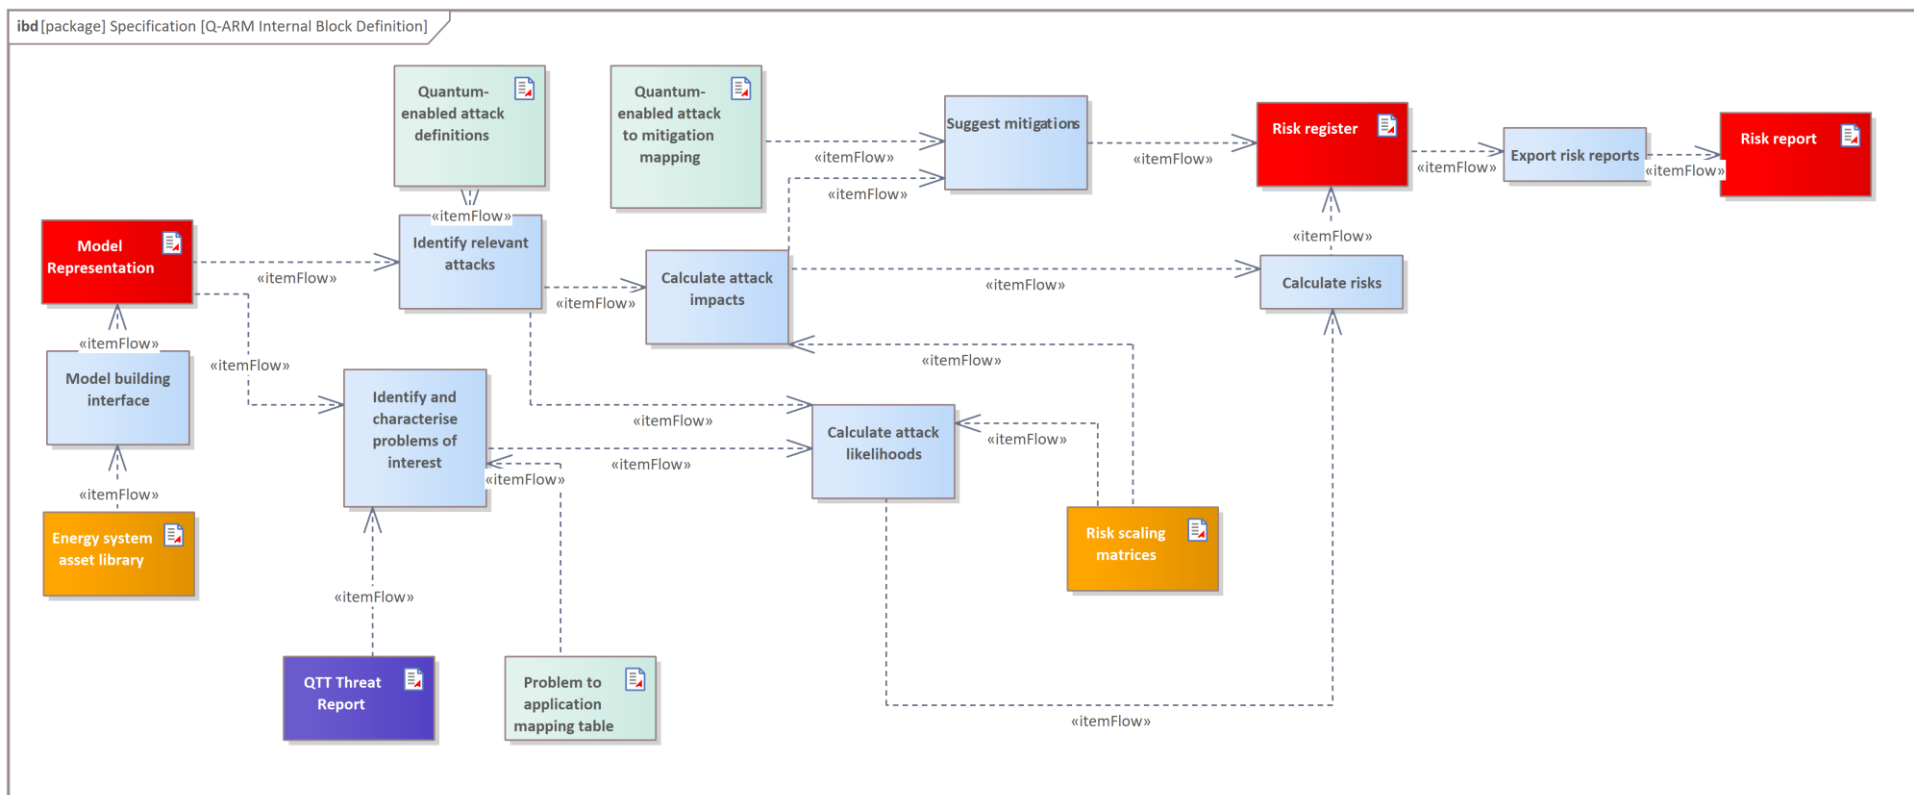 ibd [package] Specification [Q-ARM Internal Block Definition]
Quantum-
enabled attack
definitions
Quantum-
enabled attack
to mitigation
mapping
Suggest mitigations
Risk register
Export risk reports
Risk report
«itemFlow»
«itemFlow»
«itemFlow»
«itemFlow»
«itemFlow»
«itemFlow»
Model
Representation
«itemFlow»
Identify relevant
attacks
«itemFlow»
Calculate attack
impacts
«itemFlow»
«itemFlow»
Calculate risks
«itemFlow»
Model building
interface
«itemFlow»
«itemFlow»
Identify and
characterise
problems of
interest
«itemFlow»
«itemFlow»
«itemFlow»
Calculate attack
likelihoods
«itemFlow»
«itemFlow»
«itemFlow»
Energy system
asset library
Risk scaling
matrices
«itemFlow»
QTT Threat
Report
Problem to
application
mapping table
«itemFlow»